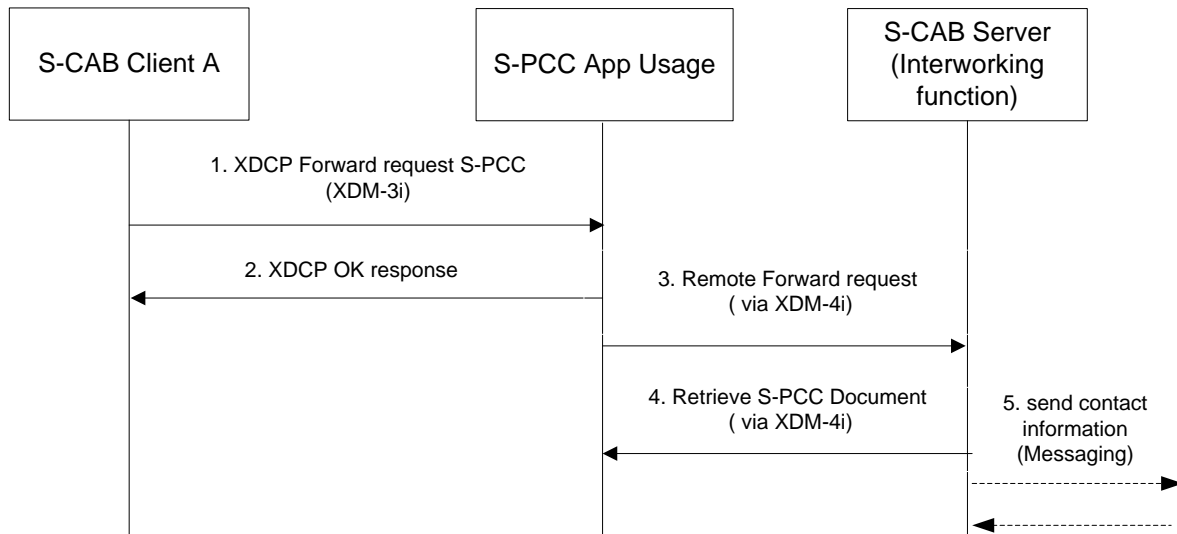 S-CAB Client A
S-PCC App Usage
S-CAB Server
(Interworking
function)
1. XDCP Forward request S-PCC
(XDM-3i)
2. XDCP OK response
3. Remote Forward request
( via XDM-4i)
4. Retrieve S-PCC Document
( via XDM-4i)
5. send contact
information
(Messaging)